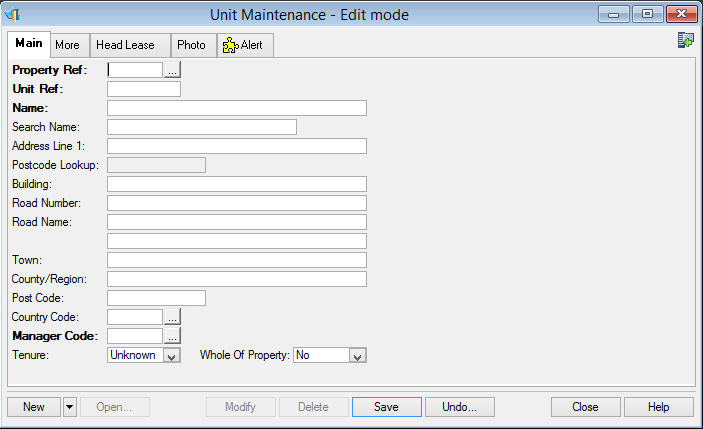 Unit Maintenance - Edit mode
Main More Head Lease Photo Alert
Property Ref: ...
Unit Ref:
Name:
Search Name:
Address Line 1:
Postcode Lookup:
Building:
Road Number:
Road Name:
Town:
County/Region:
Post Code:
Country Code: ...
Manager Code: ...
Tenure: Unknown Whole Of Property: No
New Open... Modify Delete Save Undo... Close Help